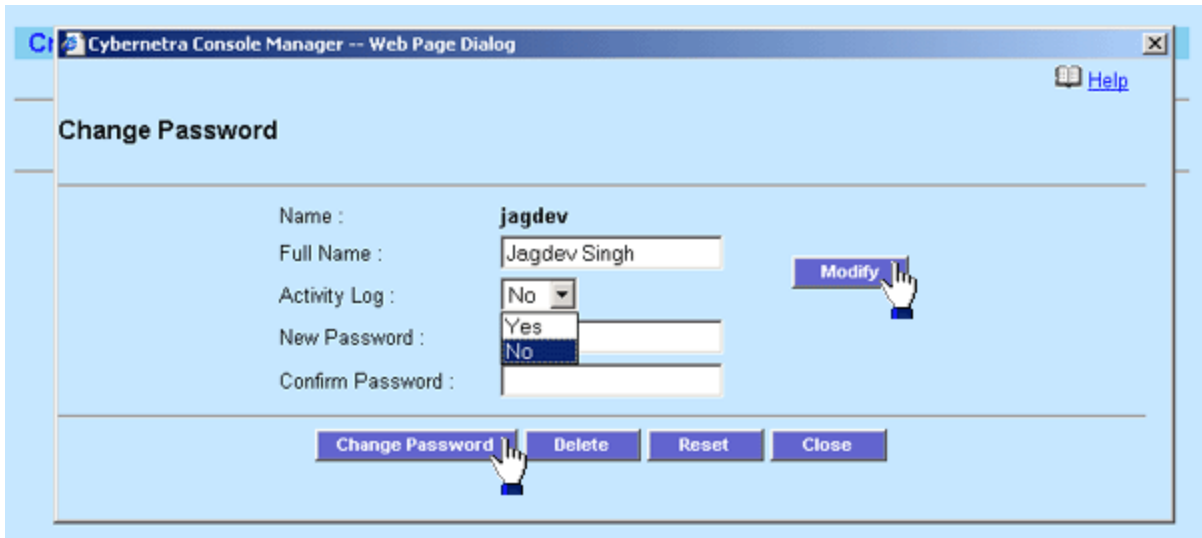 Cr
Cybernetra Console Manager -- Web Page Dialog
Help
Change Password
Name : jagdev
Full Name : Jagdev Singh
Modify
Activity Log : No
Yes
New Password :
No
Confirm Password :
Change Password Delete Reset Close